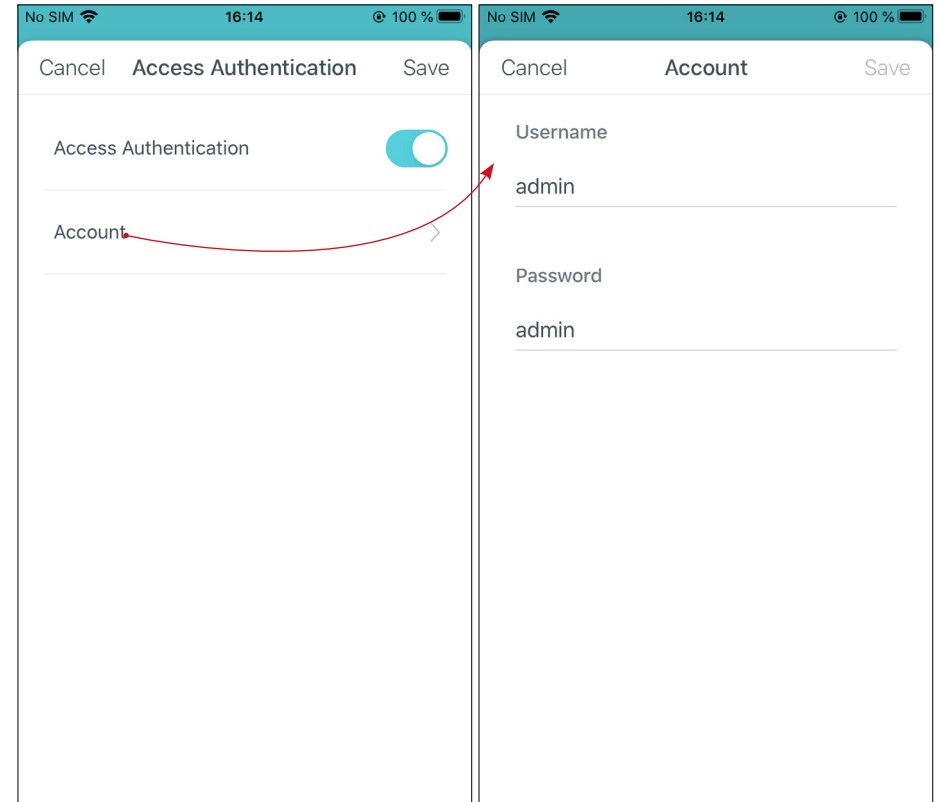 No SIM 16:14 100 %
Cancel Access Authentication Save
Access Authentication
Account
No SIM 16:14 100 %
Cancel Account Save
Username
admin
Password
admin